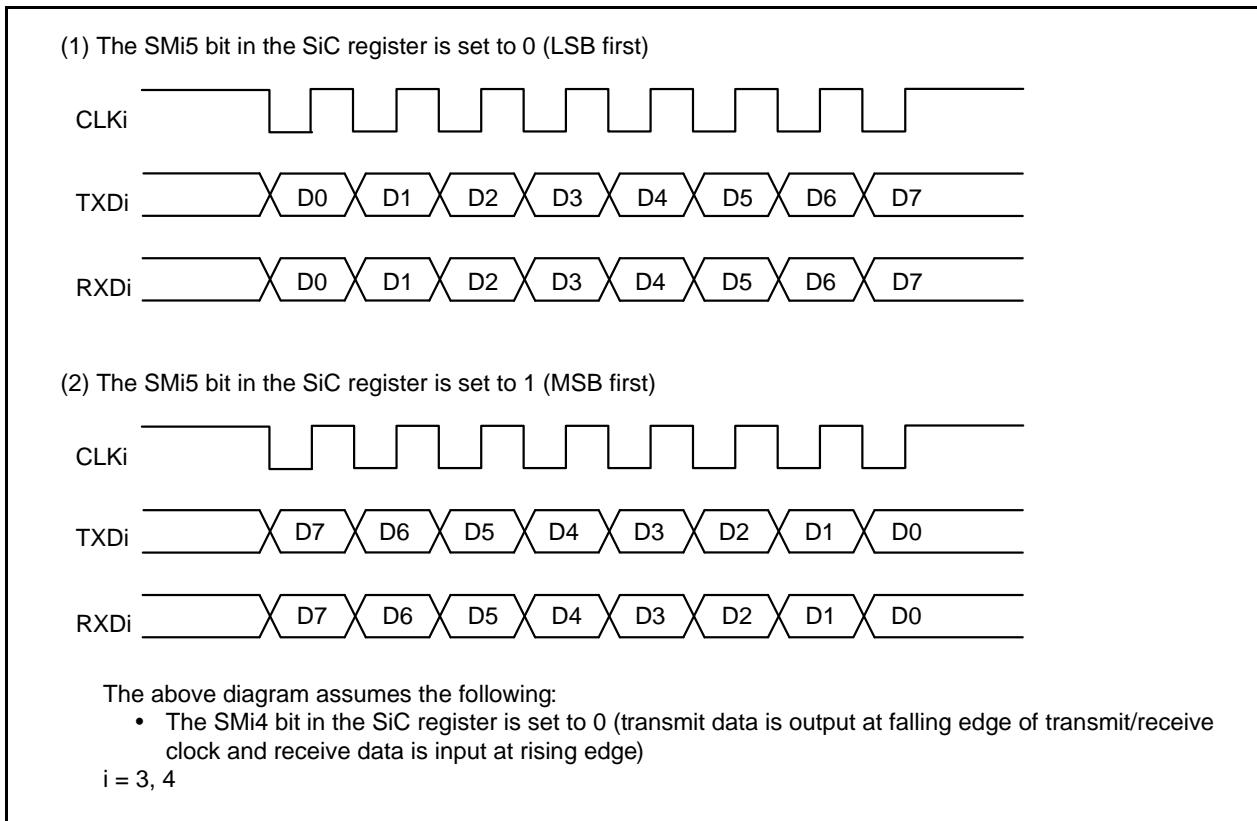 (1) The SMi5 bit in the SiC register is set to 0 (LSB first)
CLKi
TXDi D0 D1 D2 D3 D4 D5 D6 D7
RXDi D0 D1 D2 D3 D4 D5 D6 D7
(2) The SMi5 bit in the SiC register is set to 1 (MSB first)
CLKi
TXDi D7 D6 D5 D4 D3 D2 D1 D0
RXDi D7 D6 D5 D4 D3 D2 D1 D0
The above diagram assumes the following:
• The SMi4 bit in the SiC register is set to 0 (transmit data is output at falling edge of transmit/receive
clock and receive data is input at rising edge)
i = 3, 4